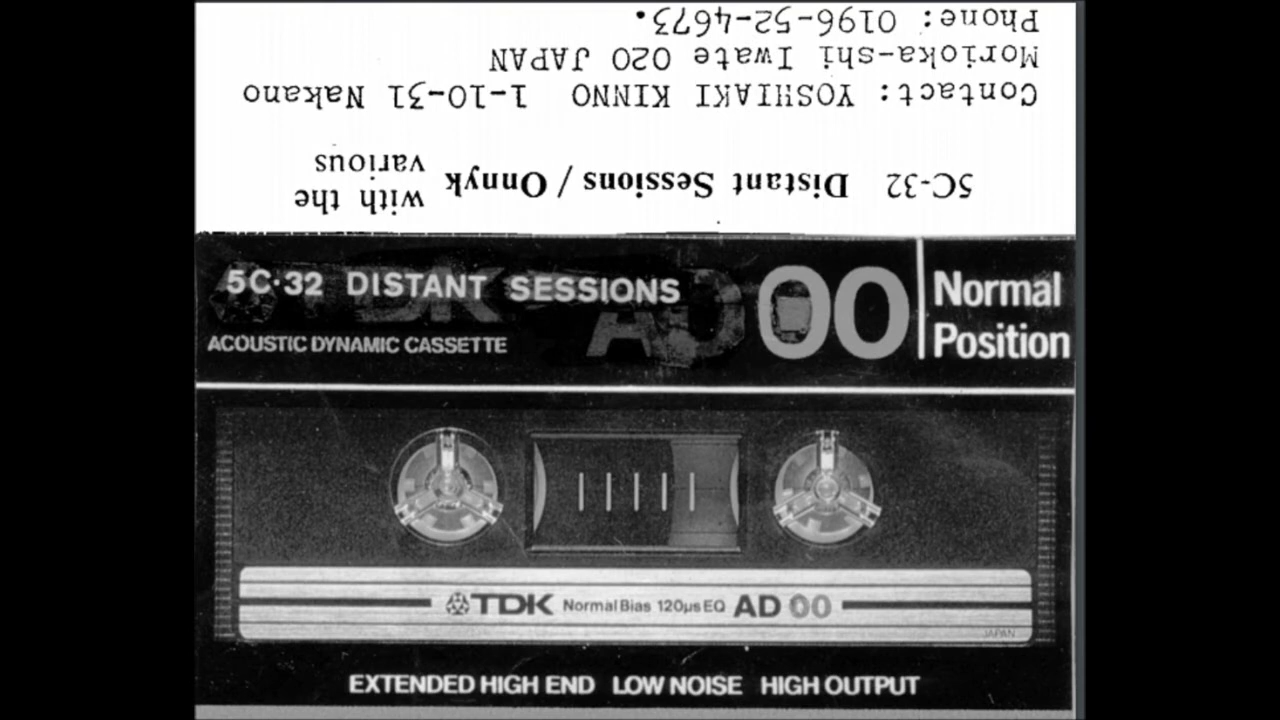 5C-32 Distant Sessions / Onnyk with the
various
Contact: YOSHIAKI KINNO 1-10-31 Nakano
Morioka-shi Iwate 020 JAPAN
Phone: 0196-52-4673.
5C·32 DISTANT SESSIONS
TDK AD 00
ACOUSTIC DYNAMIC CASSETTE
Normal
Position
TDK Normal Bias 120μs EQ AD 00
JAPAN
EXTENDED HIGH END LOW NOISE HIGH OUTPUT